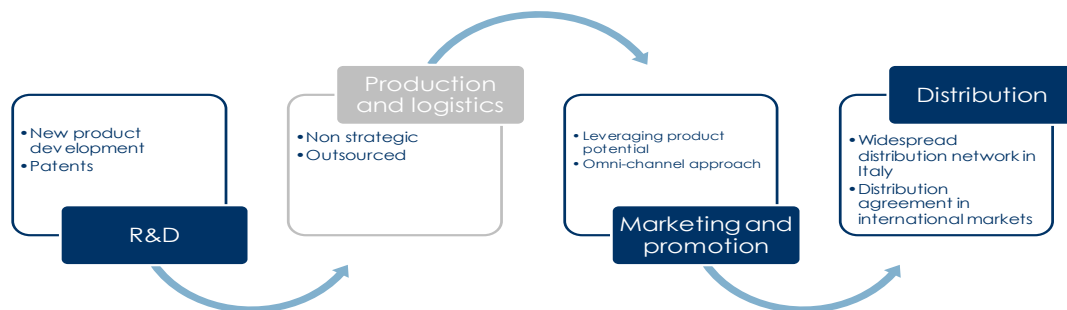 • New product
development
• Patents
R&D
Production
and logistics
• Non strategic
• Outsourced
• Leveraging product
potential
• Omni-channel approach
Marketing and
promotion
Distribution
• Widespread
distribution network in
Italy
• Distribution
agreement in
international markets